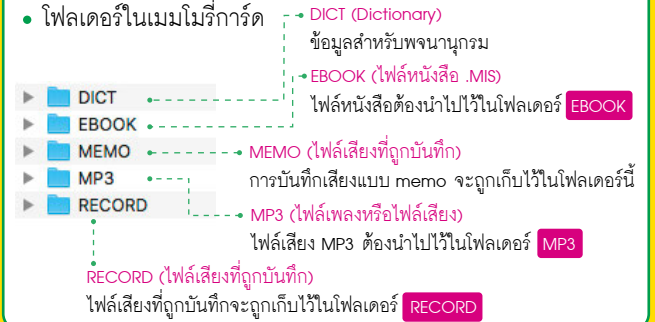 • โฟลเดอร์ในเมมโมรี่การ์ด
DICT (Dictionary)
ข้อมูลสำหรับพจนานุกรม
EBOOK (ไฟล์หนังสือ .MIS)
ไฟล์หนังสือต้องนำไปไว้ในโฟลเดอร์ EBOOK
DICT
EBOOK
MEMO
MP3
RECORD
MEMO (ไฟล์เสียงที่ถูกบันทึก)
การบันทึกเสียงแบบ memo จะถูกเก็บไว้ในโฟลเดอร์นี้
MP3 (ไฟล์เพลงหรือไฟล์เสียง)
ไฟล์เสียง MP3 ต้องนำไปไว้ในโฟลเดอร์ MP3
RECORD (ไฟล์เสียงที่ถูกบันทึก)
ไฟล์เสียงที่ถูกบันทึกจะถูกเก็บไว้ในโฟลเดอร์ RECORD